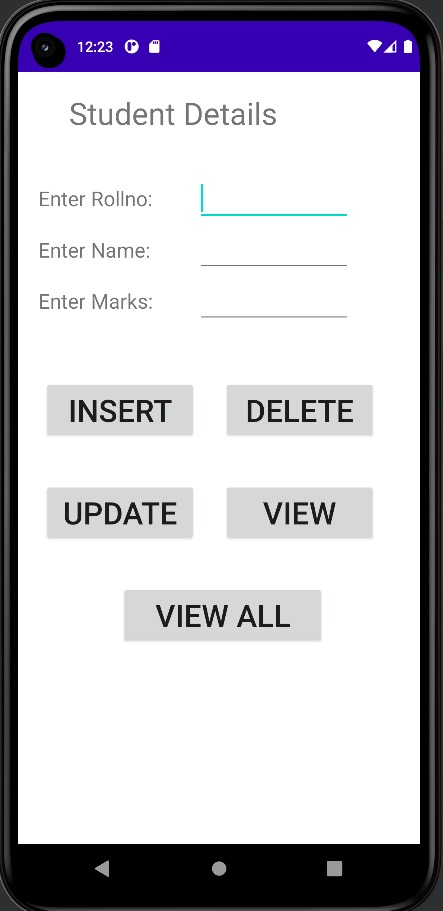 12:23
Student Details
Enter Rollno:
Enter Name:
Enter Marks:
INSERT DELETE
UPDATE VIEW
VIEW ALL